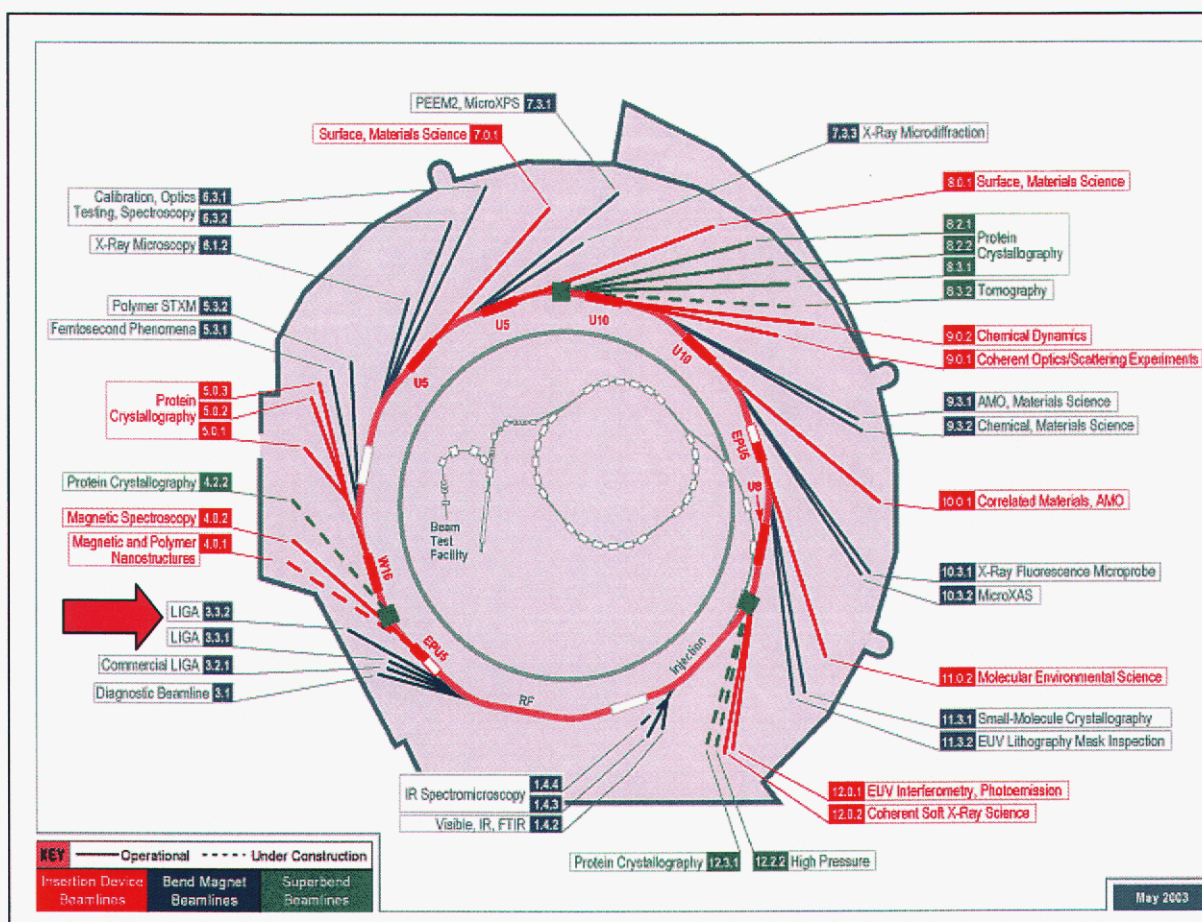 PEEM2, MicroXPS 7.3.1
Surface, Materials Science 7.0.1
7.3.3 X-Ray Microdiffraction
Calibration, Optics 6.3.1
Testing, Spectroscopy 6.3.2
X-Ray Microscopy 6.1.2
Polymer STXM 5.3.2
Femtosecond Phenomena 5.3.1
5.0.3
Protein 5.0.2
Crystallography 5.0.1
Protein Crystallography 4.2.2
Magnetic Spectroscopy 4.0.2
Magnetic and Polymer 4.0.1
Nanostructures
LIGA 3.3.2
LIGA 3.3.1
Commercial LIGA 3.2.1
Diagnostic Beamline 3.1
8.0.1 Surface, Materials Science
8.2.1
8.2.2 Protein
Crystallography
8.3.1
8.3.2 Tomography
9.0.2 Chemical Dynamics
9.0.1 Coherent Optics/Scattering Experiments
9.3.1 AMO, Materials Science
9.3.2 Chemical, Materials Science
10.0.1 Correlated Materials, AMO
10.3.1 X-Ray Fluorescence Microprobe
10.3.2 MicroXAS
11.0.2 Molecular Environmental Science
11.3.1 Small-Molecule Crystallography
11.3.2 EUV Lithography Mask Inspection
12.0.1 EUV Interferometry, Photoemission
12.0.2 Coherent Soft X-Ray Science
U5
U5
U10
U10
EPU5
U8
W16
EPU5
RF
Injection
Beam
Test
Facility
IR Spectromicroscopy 1.4.4
1.4.3
Visible, IR, FTIR 1.4.2
Protein Crystallography 12.3.1
12.2.2 High Pressure
KEY Operational Under Construction
Insertion Device Beamlines
Bend Magnet Beamlines
Superbend Beamlines
May 2003